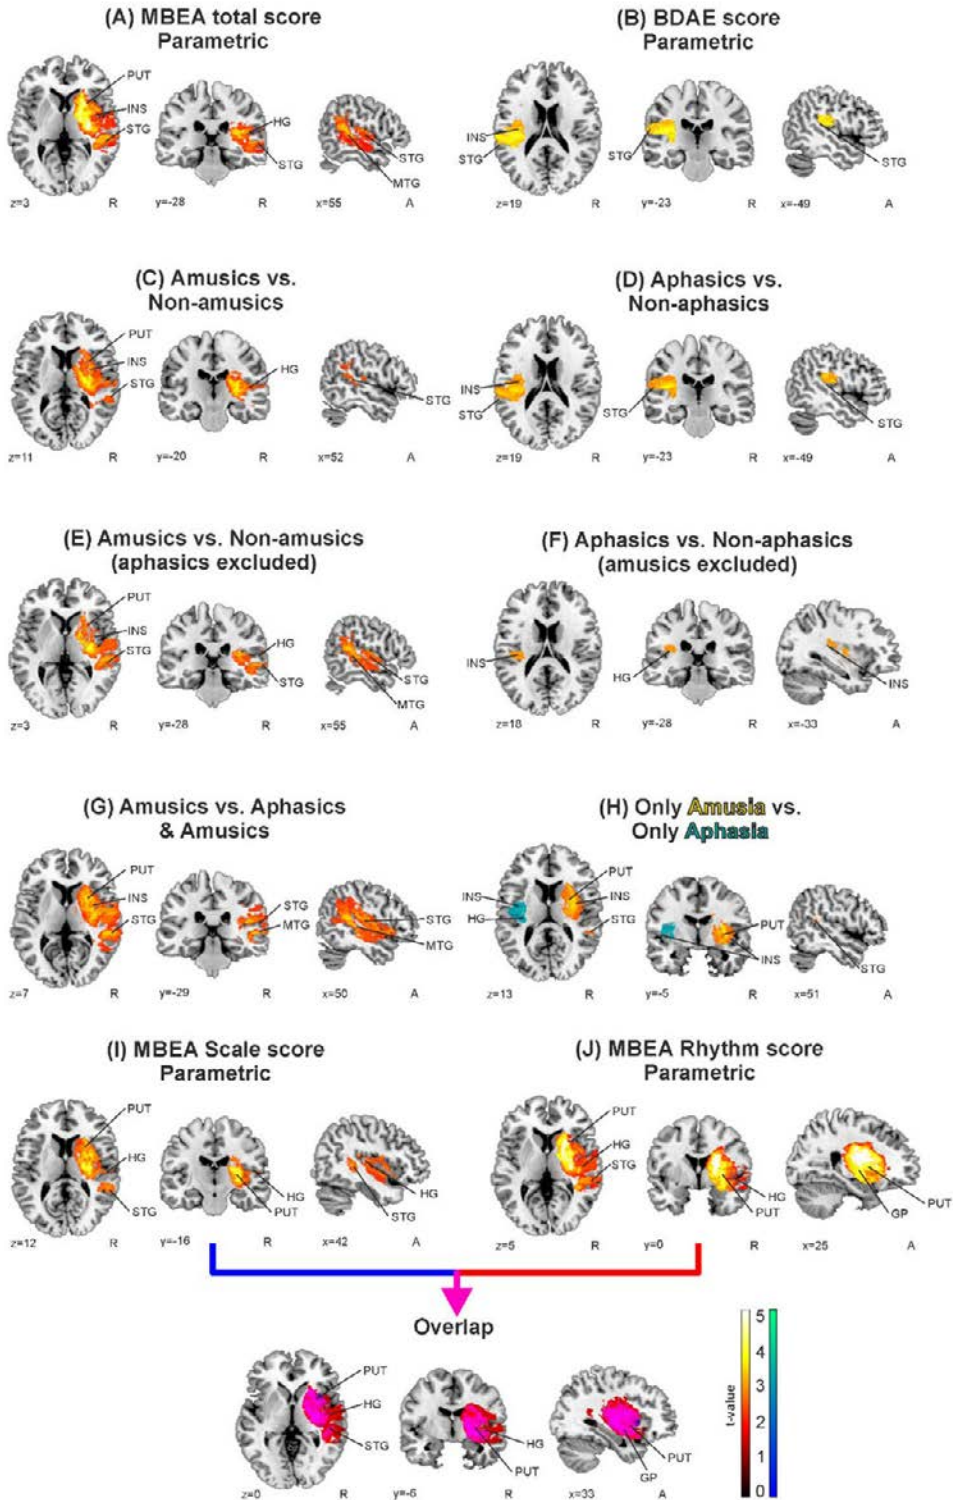 (A) MBEA total score
Parametric
PUT
INS
STG
HG
STG
STG
MTG
z=3 R y=-28 R x=55 A
(B) BDAE score
Parametric
INS
STG
STG
STG
z=19 R y=-23 R x=-49 A
(C) Amusics vs.
Non-amusics
PUT
INS
STG
HG
STG
z=11 R y=-20 R x=52 A
(D) Aphasics vs.
Non-aphasics
INS
STG
STG
STG
z=19 R y=-23 R x=-49 A
(E) Amusics vs. Non-amusics
(aphasics excluded)
PUT
INS
STG
HG
STG
STG
MTG
z=3 R y=-28 R x=55 A
(F) Aphasics vs. Non-aphasics
(amusics excluded)
INS
HG
INS
z=18 R y=-28 R x=-33 A
(G) Amusics vs. Aphasics
& Amusics
PUT
INS
STG
STG
MTG
STG
MTG
z=7 R y=-29 R x=50 A
(H) Only Amusia vs.
Only Aphasia
INS
HG
PUT
INS
STG
PUT
INS
STG
z=13 R y=-5 R x=51 A
(I) MBEA Scale score
Parametric
PUT
HG
STG
HG
PUT
HG
STG
z=12 R y=-16 R x=42 A
(J) MBEA Rhythm score
Parametric
PUT
HG
STG
HG
PUT
PUT
GP
z=5 R y=0 R x=25 A
Overlap
PUT
HG
STG
HG
PUT
PUT
GP
z=0 R y=-6 R x=33 A
t-value
5
4
3
2
1
0